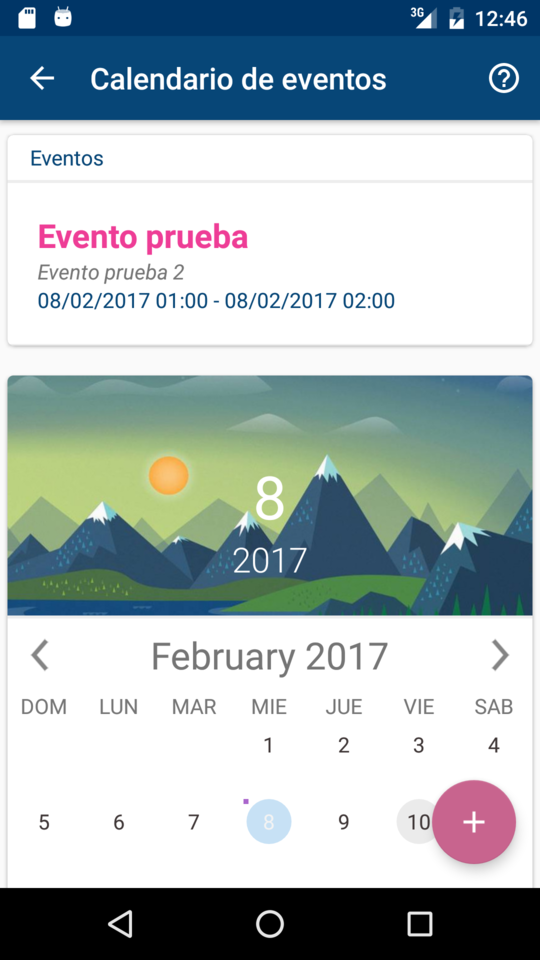 3G 12:46
Calendario de eventos
Eventos
Evento prueba
Evento prueba 2
08/02/2017 01:00 - 08/02/2017 02:00
8
2017
February 2017
DOM LUN MAR MIE JUE VIE SAB
1 2 3 4
5 6 7 8 9 10